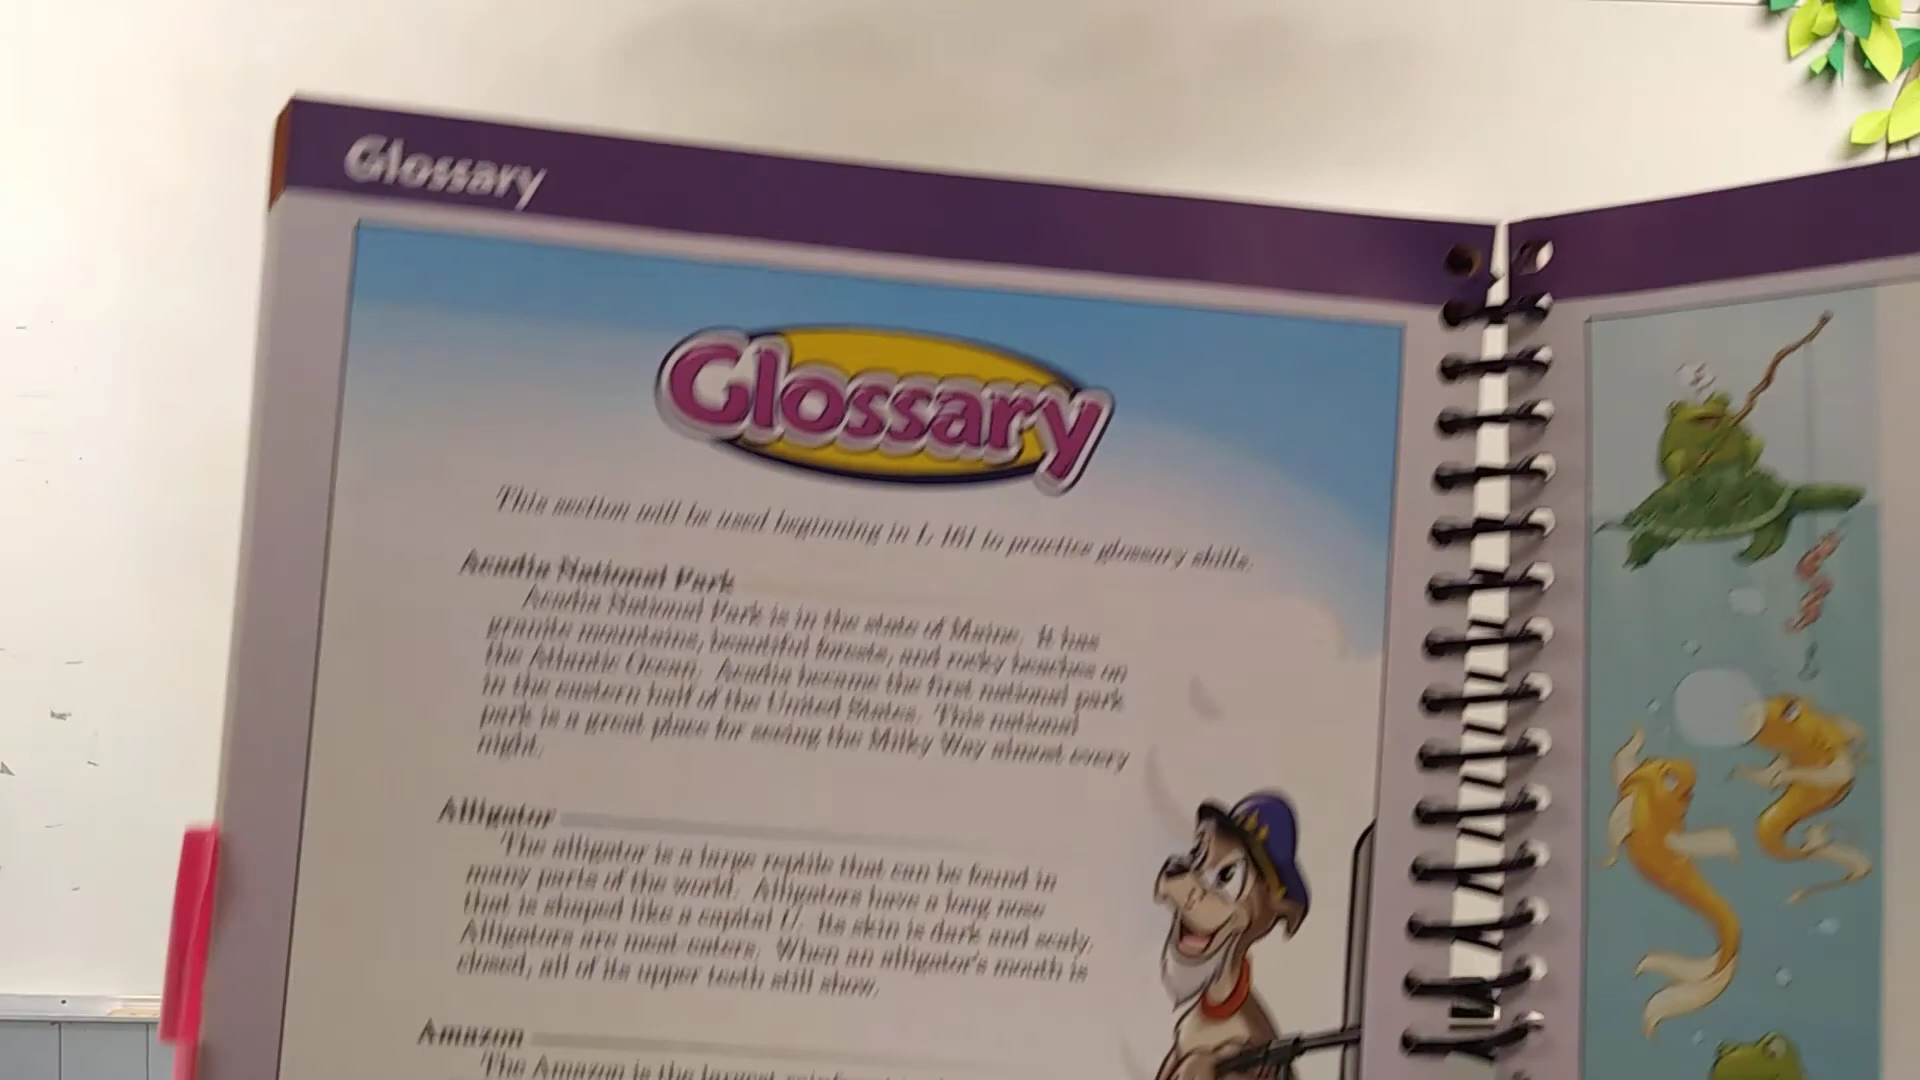 Glossary
Glossary
This section will be used beginning in L 161 to practice glossary skills.
Acadia National Park
Acadia National Park is in the state of Maine. It has
granite mountains, beautiful forests, and rocky beaches on
the Atlantic Ocean. Acadia became the first national park
in the eastern half of the United States. This national
park is a great place for seeing the Milky Way almost every
night.
Alligator
The alligator is a large reptile that can be found in
many parts of the world. Alligators have a long nose
that is shaped like a capital U. Its skin is dark and scaly.
Alligators are meat-eaters. When an alligator's mouth is
closed, all of its upper teeth still show.
Amazon
The Amazon is the largest